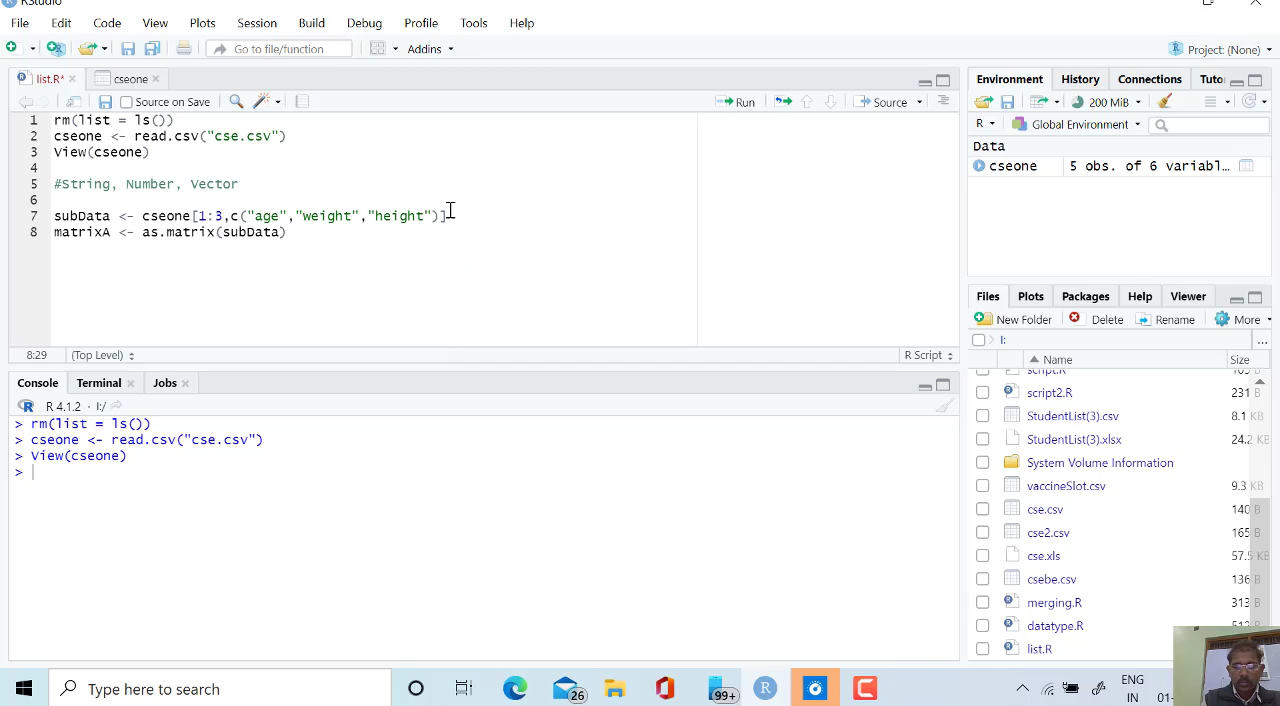 RStudio
File Edit Code View Plots Session Build Debug Profile Tools Help
Go to file/function Addins Project: (None)
list.R* cseone
Source on Save Run Source
1 rm(list = ls())
2 cseone <- read.csv("cse.csv")
3 View(cseone)
4
5 #String, Number, Vector
6
7 subData <- cseone[1:3,c("age","weight","height")]
8 matrixA <- as.matrix(subData)
8:29 (Top Level) R Script
Console Terminal Jobs
R 4.1.2 · I:/
> rm(list = ls())
> cseone <- read.csv("cse.csv")
> View(cseone)
>
Environment History Connections Tuto
200 MiB
R Global Environment
Data
cseone 5 obs. of 6 variabl…
Files Plots Packages Help Viewer
New Folder Delete Rename More
I: ...
Name Size
script.R
script2.R 231 B
StudentList(3).csv 8.1 K
StudentList(3).xlsx 24.2 K
System Volume Information
vaccineSlot.csv 9.3 KB
cse.csv 140 B
cse2.csv 165 B
cse.xls 57.5 KB
csebe.csv 136 B
merging.R 313 B
datatype.R
list.R
Type here to search 26 99+ ENG
IN 01-